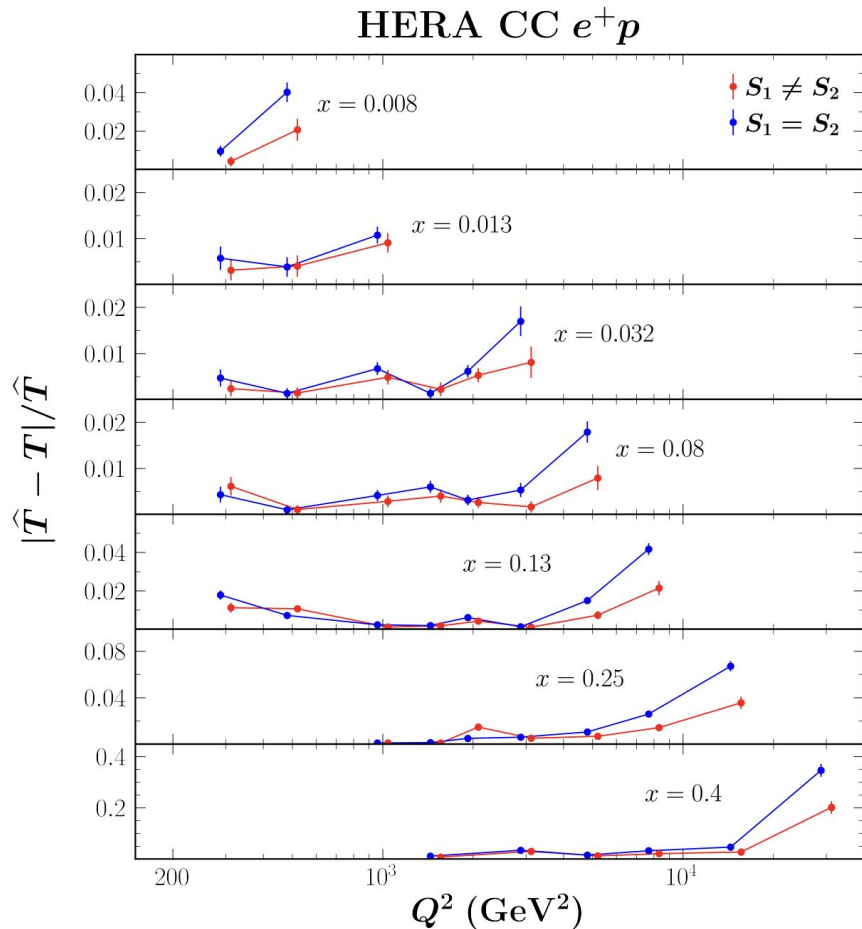 HERA CC e⁺p
0.04
0.02
x = 0.008
S₁ ≠ S₂
S₁ = S₂
0.02
0.01
x = 0.013
0.02
0.01
x = 0.032
0.02
0.01
x = 0.08
0.04
0.02
x = 0.13
0.08
0.04
x = 0.25
0.4
0.2
x = 0.4
|T̂ − T|/T̂
200
10³
10⁴
Q² (GeV²)